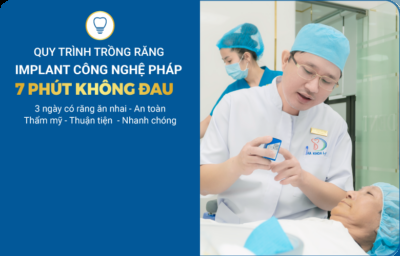 QUY TRÌNH TRỒNG RĂNG
IMPLANT CÔNG NGHỆ PHÁP
7 PHÚT KHÔNG ĐAU
3 ngày có răng ăn nhai - An toàn
Thẩm mỹ - Thuận tiện - Nhanh chóng